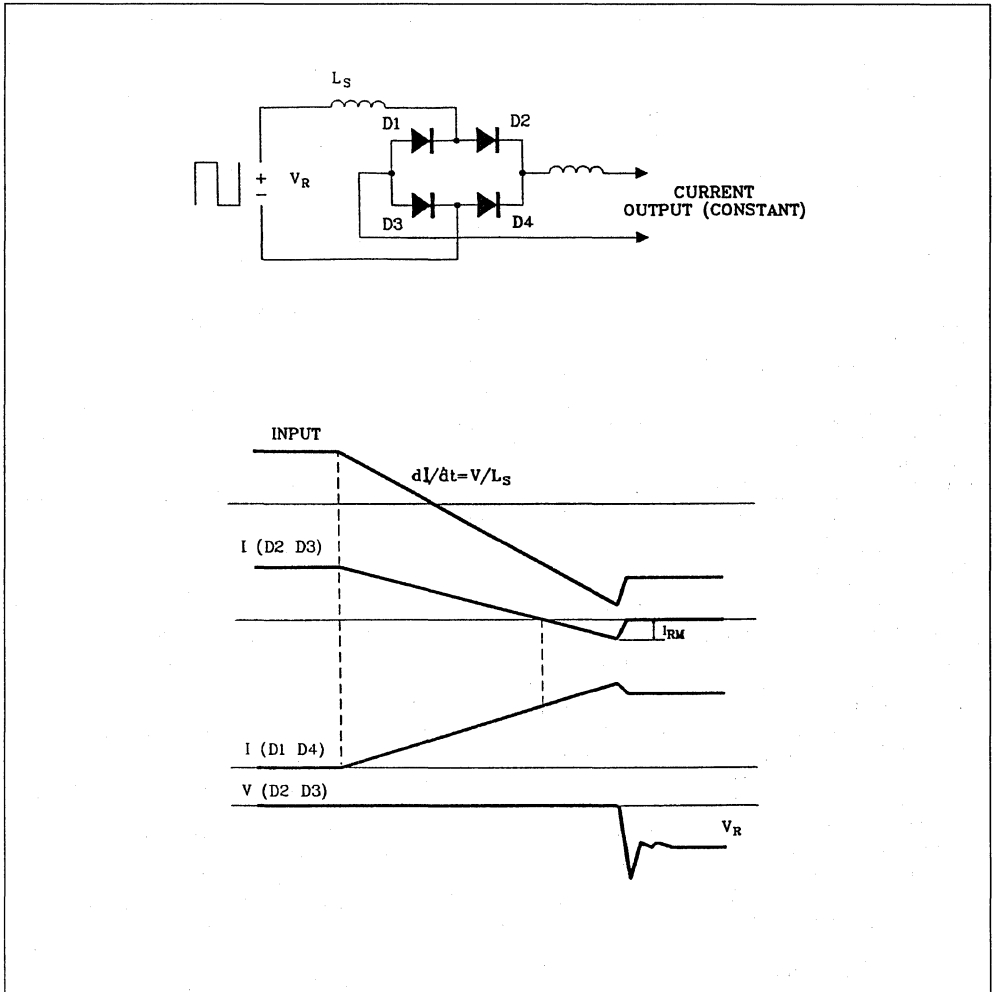 L_S
D1
D2
+
−
V_R
CURRENT
OUTPUT (CONSTANT)
D3
D4
INPUT
dI/dt=V/L_S
I (D2 D3)
I_RM
I (D1 D4)
V (D2 D3)
V_R